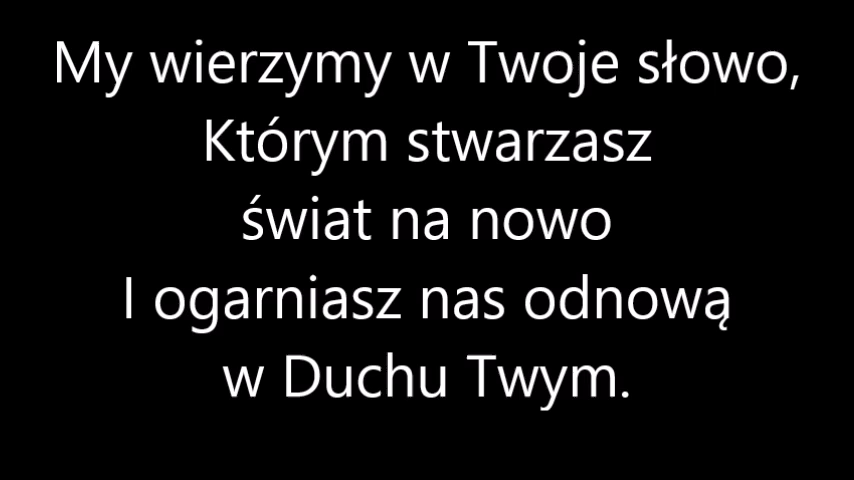 My wierzymy w Twoje słowo,
Którym stwarzasz
świat na nowo
I ogarniasz nas odnową
w Duchu Twym.